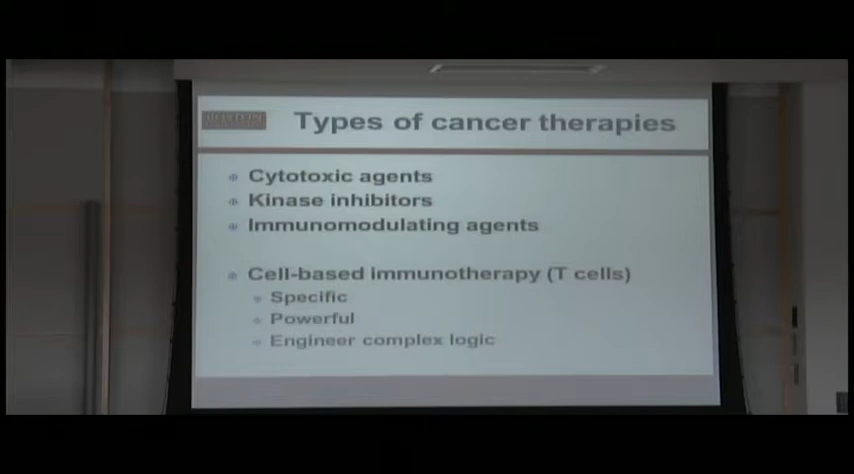 Types of cancer therapies
Cytotoxic agents
Kinase inhibitors
Immunomodulating agents
Cell-based immunotherapy (T cells)
Specific
Powerful
Engineer complex logic